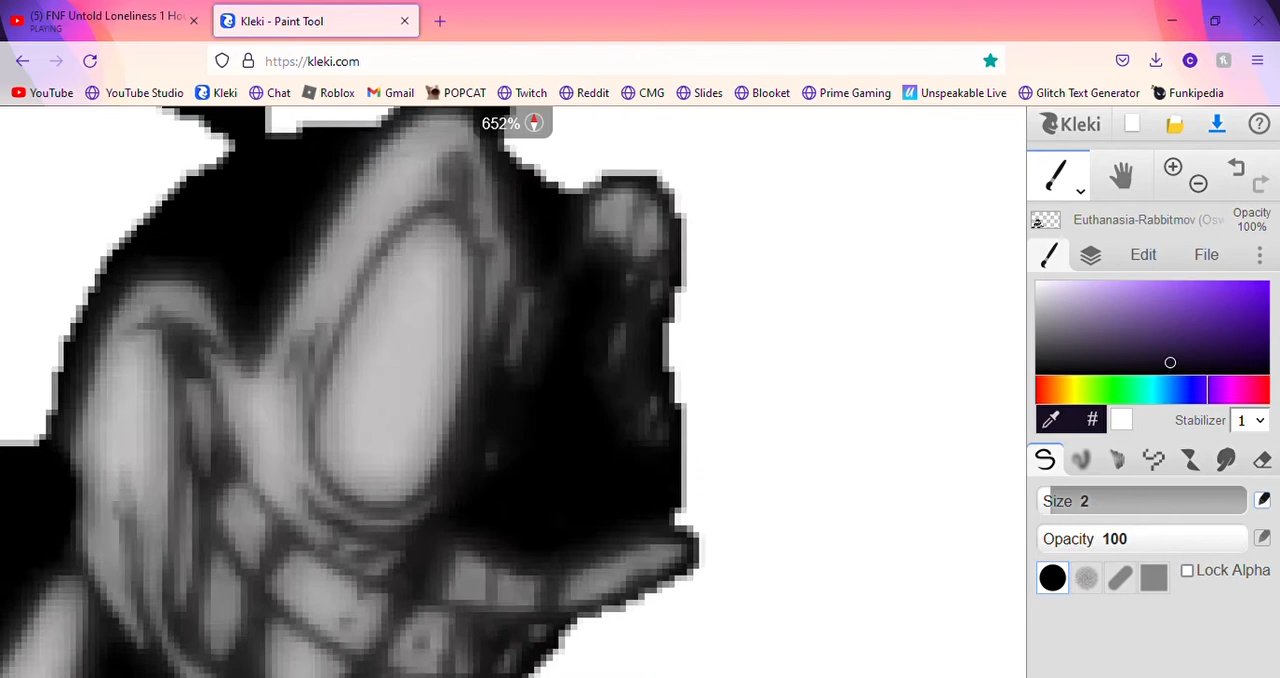 (5) FNF Untold Loneliness 1 Ho
PLAYING
Kleki - Paint Tool
https://kleki.com
YouTube YouTube Studio Kleki Chat Roblox Gmail POPCAT Twitch Reddit CMG Slides Blooket Prime Gaming Unspeakable Live Glitch Text Generator Funkipedia
652%
Kleki
Euthanasia-Rabbitmov (Osw
Opacity
100%
Edit File
# Stabilizer 1
Size 2
Opacity 100
Lock Alpha